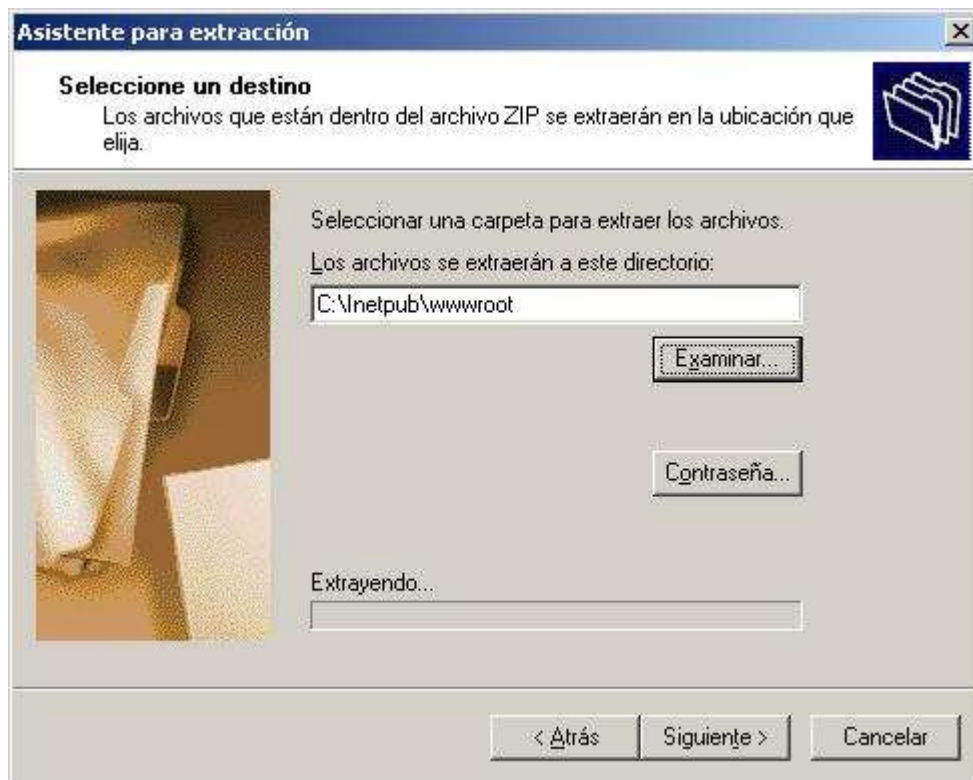 Asistente para extracción
Seleccione un destino
Los archivos que están dentro del archivo ZIP se extraerán en la ubicación que
elija.
Seleccionar una carpeta para extraer los archivos.
Los archivos se extraerán a este directorio:
C:\Inetpub\wwwroot
Examinar...
Contraseña...
Extrayendo...
< Atrás
Siguiente >
Cancelar